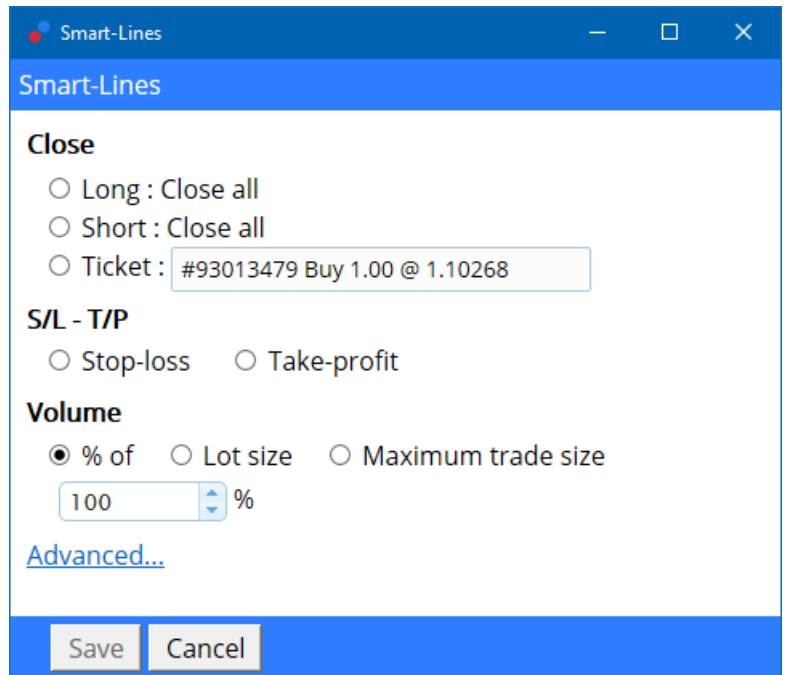 Smart-Lines
Smart-Lines
Close
Long : Close all
Short : Close all
Ticket : #93013479 Buy 1.00 @ 1.10268
S/L - T/P
Stop-loss Take-profit
Volume
% of Lot size Maximum trade size
100 %
Advanced...
Save Cancel